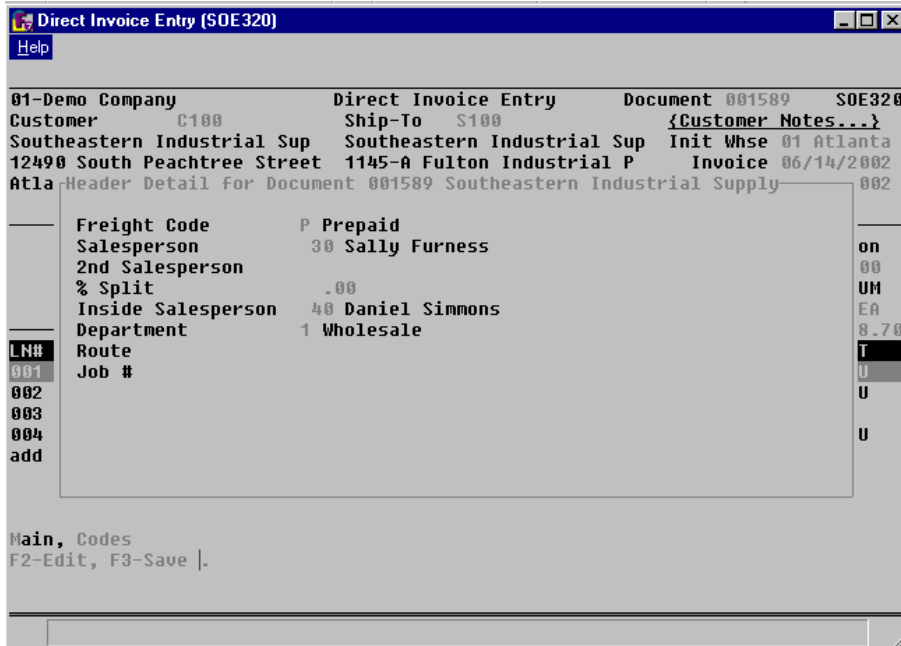 Direct Invoice Entry (SOE320)
Help
01-Demo Company Direct Invoice Entry Document 001589 SOE320
Customer C100 Ship-To S100 {Customer Notes...}
Southeastern Industrial Sup Southeastern Industrial Sup Init Whse 01 Atlanta
12490 South Peachtree Street 1145-A Fulton Industrial P Invoice 06/14/2002
Atla Header Detail for Document 001589 Southeastern Industrial Supply 002
Freight Code P Prepaid
Salesperson 30 Sally Furness on
2nd Salesperson 00
% Split .00 UM
Inside Salesperson 40 Daniel Simmons EA
Department 1 Wholesale 8.70
LN# Route T
001 Job # U
002 U
003
004 U
add
Main, Codes
F2-Edit, F3-Save .